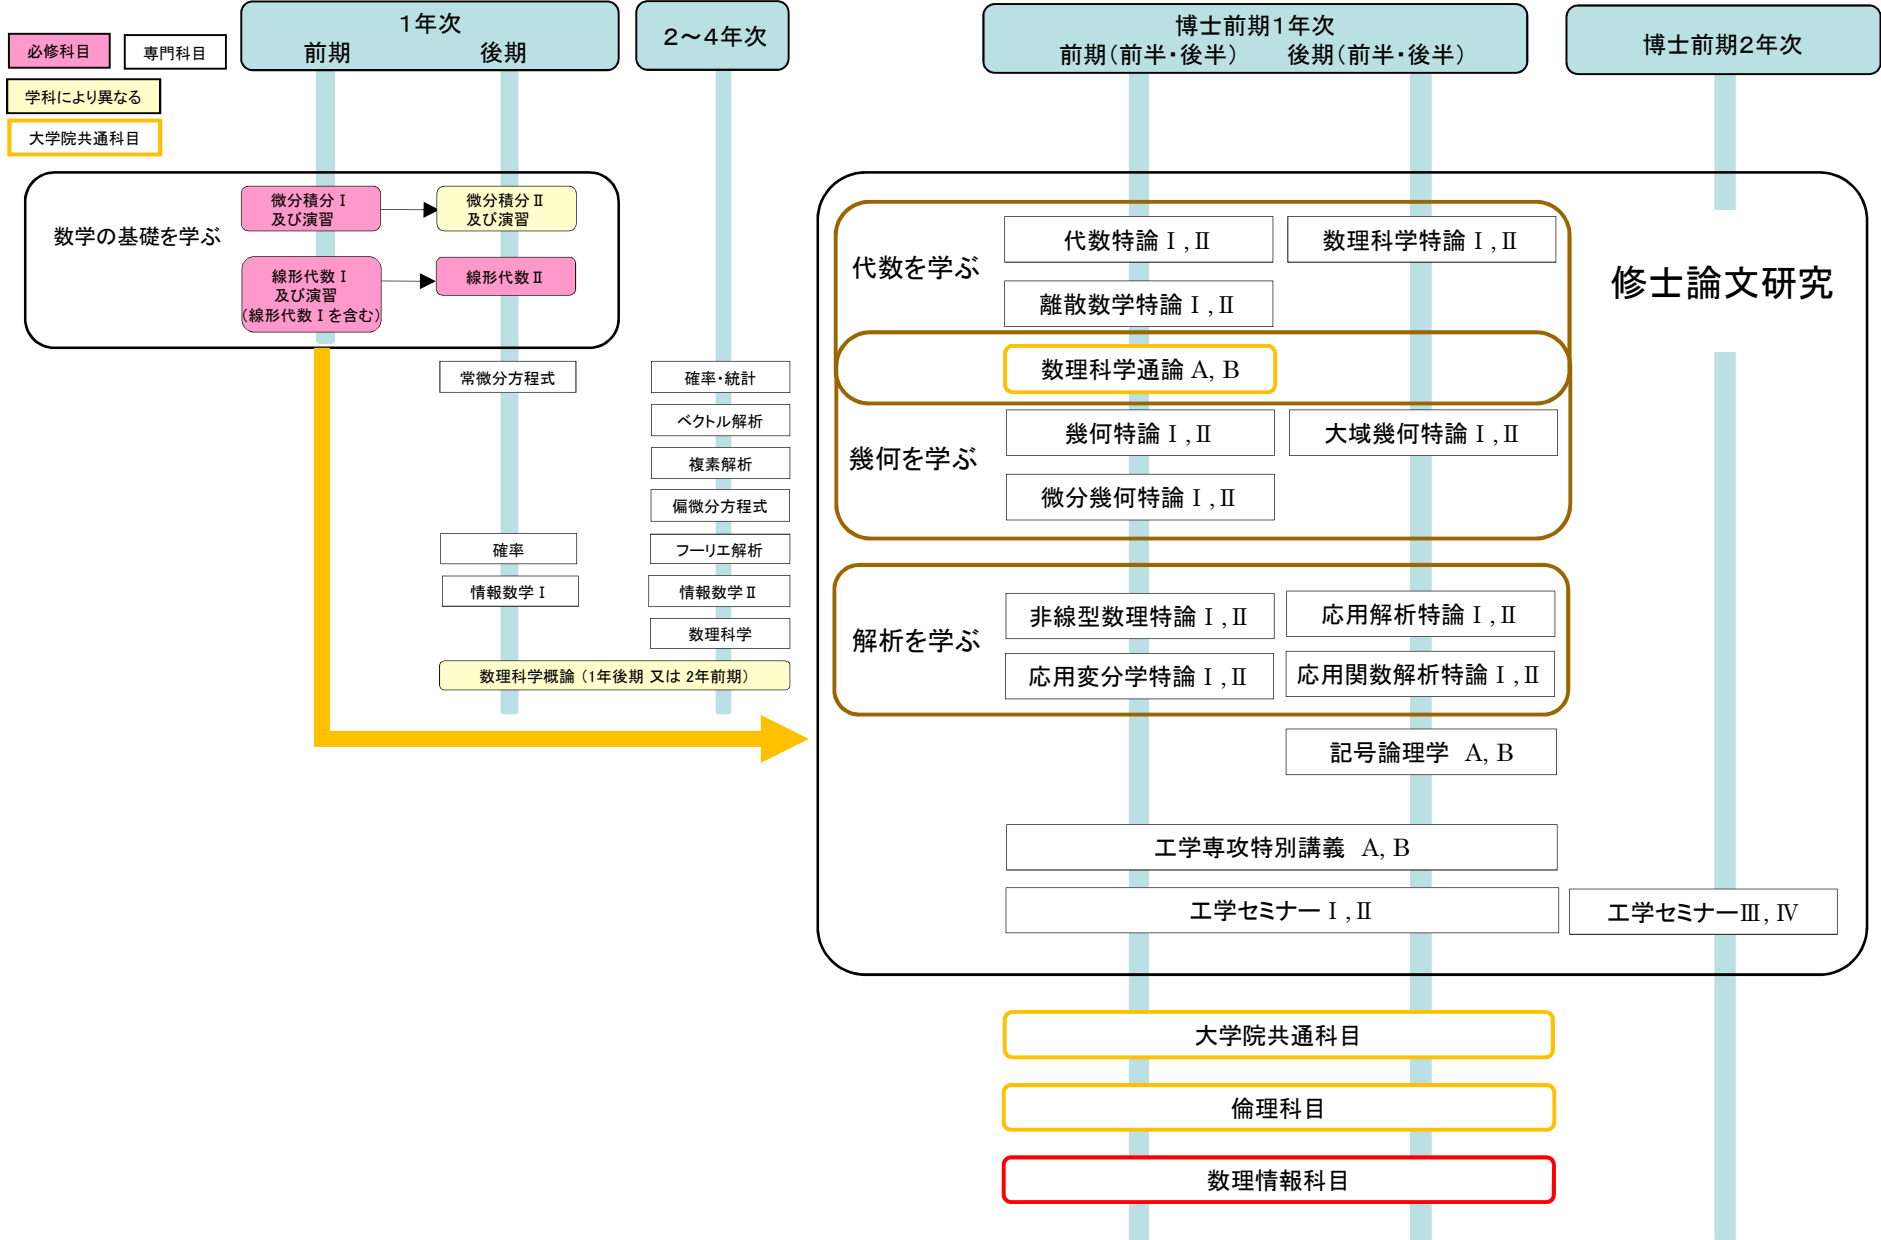 必修科目
専門科目
学科により異なる
大学院共通科目
1年次
前期 後期
2～4年次
博士前期1年次
前期(前半・後半) 後期(前半・後半)
博士前期2年次
数学の基礎を学ぶ
微分積分Ⅰ
及び演習
微分積分Ⅱ
及び演習
線形代数Ⅰ
及び演習
(線形代数Ⅰを含む)
線形代数Ⅱ
常微分方程式
確率
情報数学Ⅰ
確率・統計
ベクトル解析
複素解析
偏微分方程式
フーリエ解析
情報数学Ⅱ
数理科学
数理科学概論 (1年後期 又は 2年前期)
代数を学ぶ
代数特論Ⅰ,Ⅱ
数理科学特論Ⅰ,Ⅱ
離散数学特論Ⅰ,Ⅱ
数理科学通論 A, B
幾何を学ぶ
幾何特論Ⅰ,Ⅱ
大域幾何特論Ⅰ,Ⅱ
微分幾何特論Ⅰ,Ⅱ
解析を学ぶ
非線型数理特論Ⅰ,Ⅱ
応用解析特論Ⅰ,Ⅱ
応用変分学特論Ⅰ,Ⅱ
応用関数解析特論Ⅰ,Ⅱ
記号論理学 A, B
工学専攻特別講義 A, B
工学セミナーⅠ,Ⅱ
工学セミナーⅢ,Ⅳ
修士論文研究
大学院共通科目
倫理科目
数理情報科目